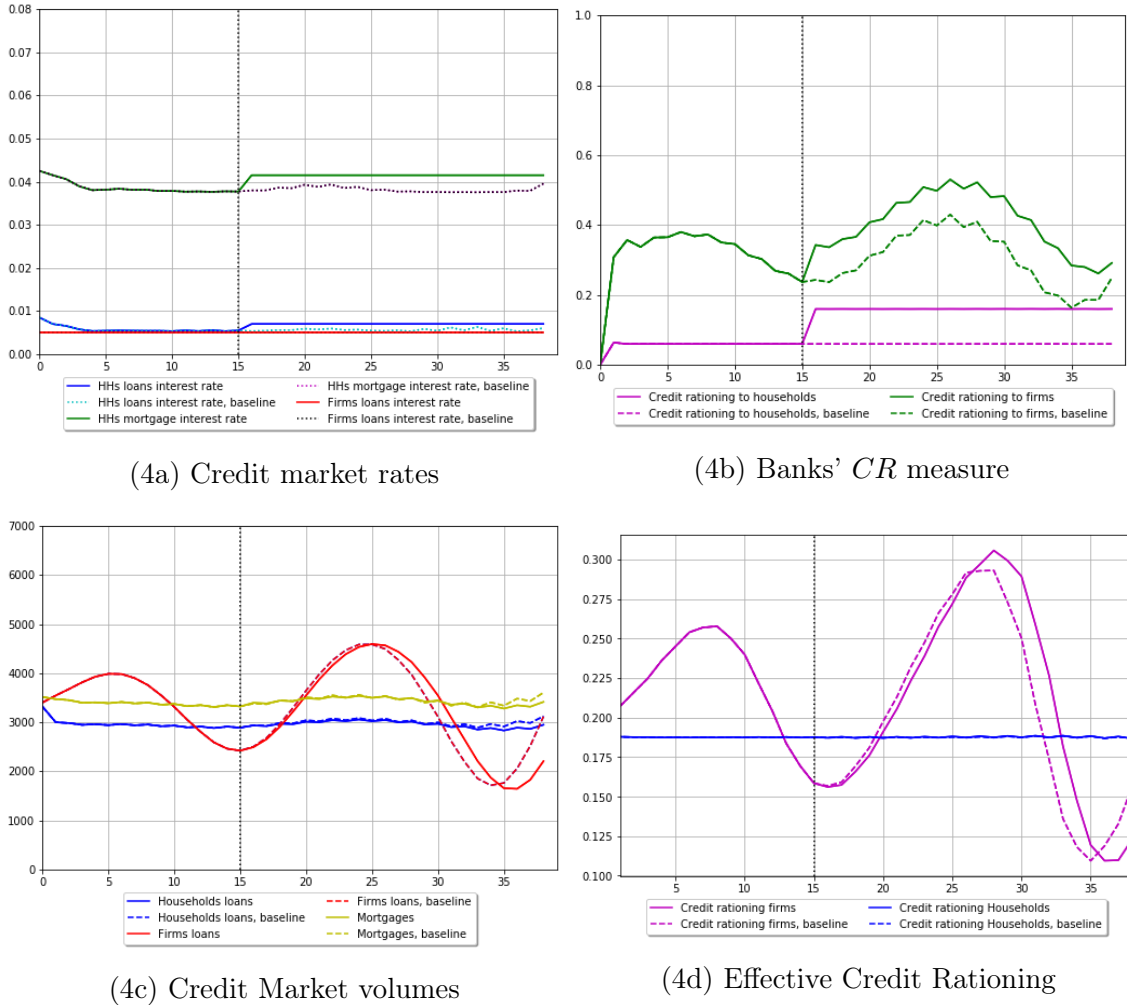 0.08
0.07
0.06
0.05
0.04
0.03
0.02
0.01
0.00
0 5 10 15 20 25 30 35
HHs loans interest rate
HHs loans interest rate, baseline
HHs mortgage interest rate
HHs mortgage interest rate, baseline
Firms loans interest rate
Firms loans interest rate, baseline
(4a) Credit market rates
1.0
0.8
0.6
0.4
0.2
0.0
0 5 10 15 20 25 30 35
Credit rationing to households
Credit rationing to households, baseline
Credit rationing to firms
Credit rationing to firms, baseline
(4b) Banks' CR measure
7000
6000
5000
4000
3000
2000
1000
0
0 5 10 15 20 25 30 35
Households loans
Households loans, baseline
Firms loans
Firms loans, baseline
Mortgages
Mortgages, baseline
(4c) Credit Market volumes
0.300
0.275
0.250
0.225
0.200
0.175
0.150
0.125
0.100
5 10 15 20 25 30 35
Credit rationing firms
Credit rationing firms, baseline
Credit rationing Households
Credit rationing Households, baseline
(4d) Effective Credit Rationing